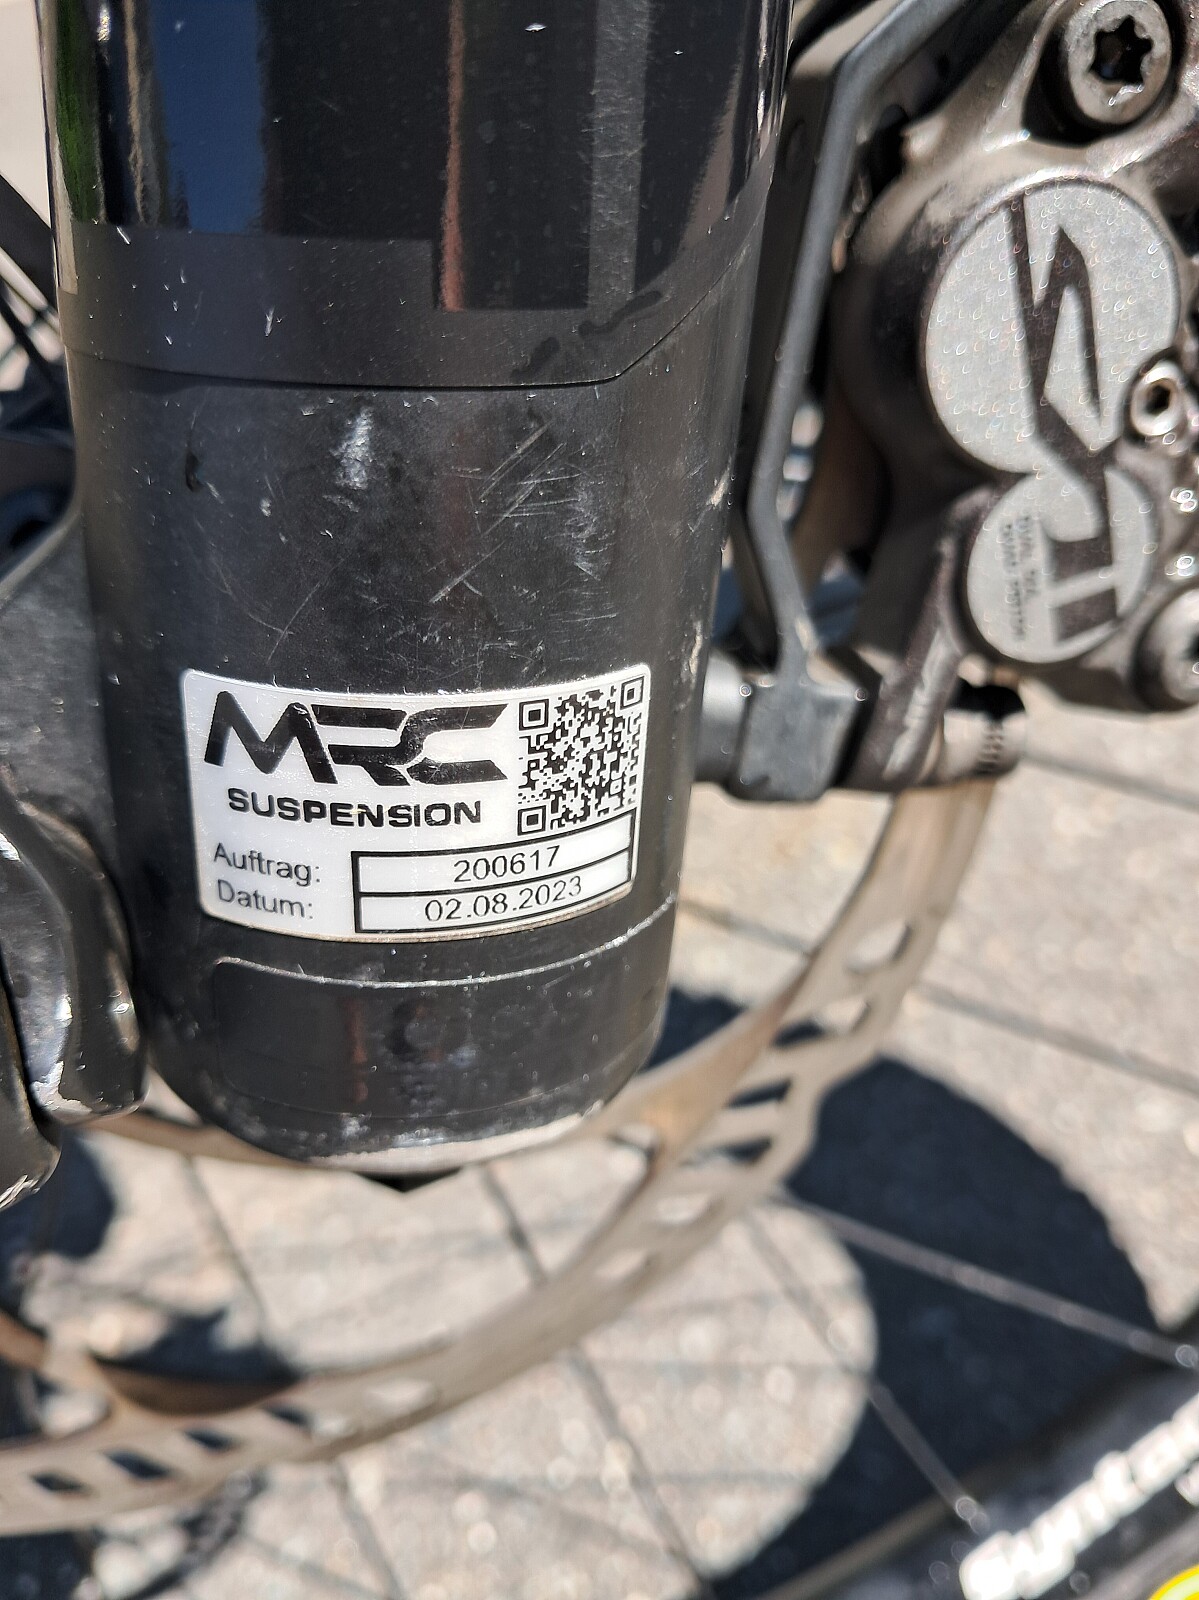 MRC
SUSPENSION
Auftrag: 200617
Datum: 02.08.2023